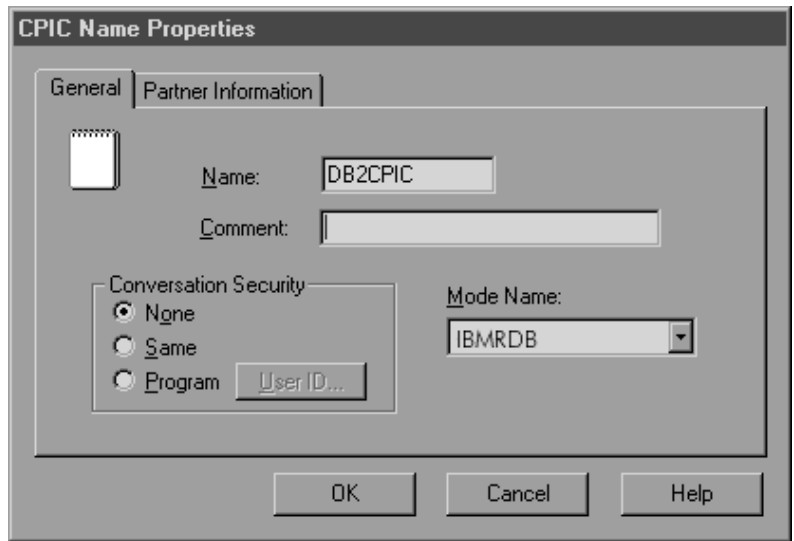 CPIC Name Properties
General Partner Information
Name: DB2CPIC
Comment:
Conversation Security
None
Same
Program User ID...
Mode Name:
IBMRDB
OK Cancel Help